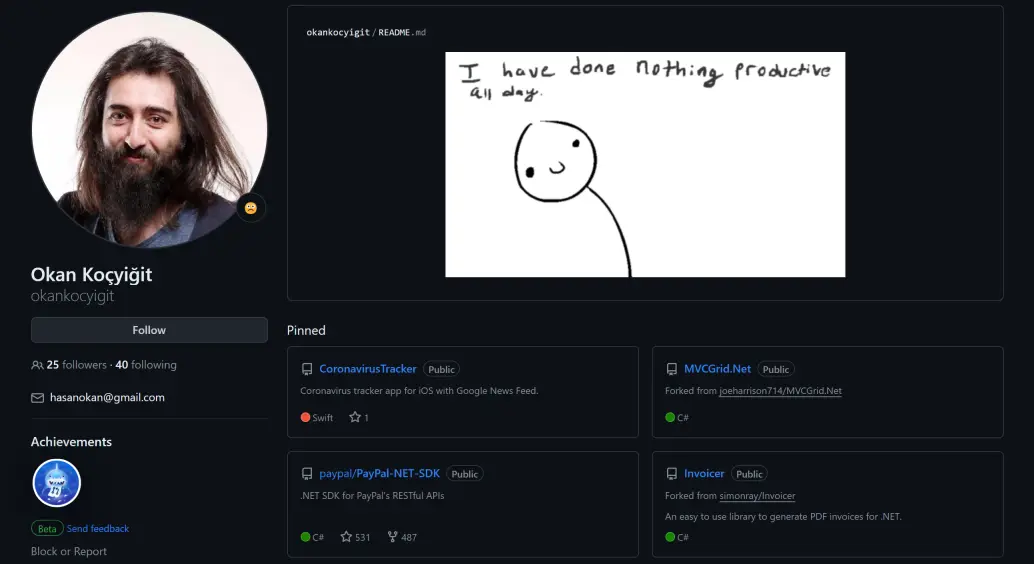 okankocyigit/README.md
I have done nothing productive
all day.
Okan Koçyiğit
okankocyigit
Follow
25 followers · 40 following
hasanokan@gmail.com
Achievements
Beta Send feedback
Block or Report
Pinned
CoronavirusTracker Public
Coronavirus tracker app for iOS with Google News Feed.
Swift 1
MVCGrid.Net Public
Forked from joeharrison714/MVCGrid.Net
C#
paypal/PayPal-NET-SDK Public
.NET SDK for PayPal's RESTful APIs
C# 531 487
Invoicer Public
Forked from simonray/Invoicer
An easy to use library to generate PDF invoices for .NET.
C#